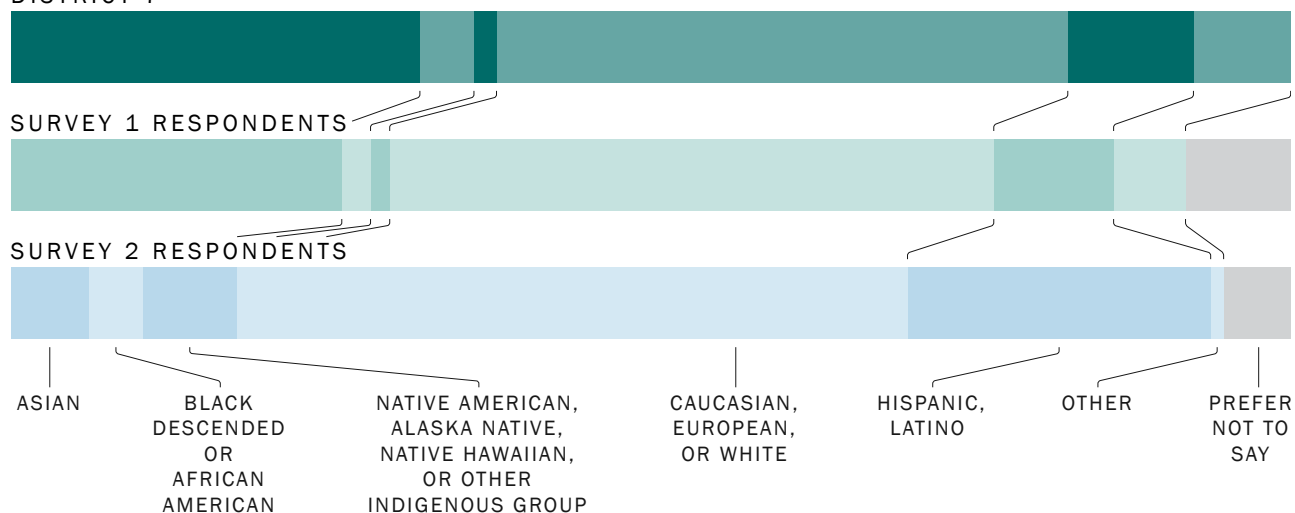 SURVEY 1 RESPONDENTS
SURVEY 2 RESPONDENTS
ASIAN
BLACK
DESCENDED
OR
AFRICAN
AMERICAN
NATIVE AMERICAN,
ALASKA NATIVE,
NATIVE HAWAIIAN,
OR OTHER
INDIGENOUS GROUP
CAUCASIAN,
EUROPEAN,
OR WHITE
HISPANIC,
LATINO
OTHER
PREFER
NOT TO
SAY